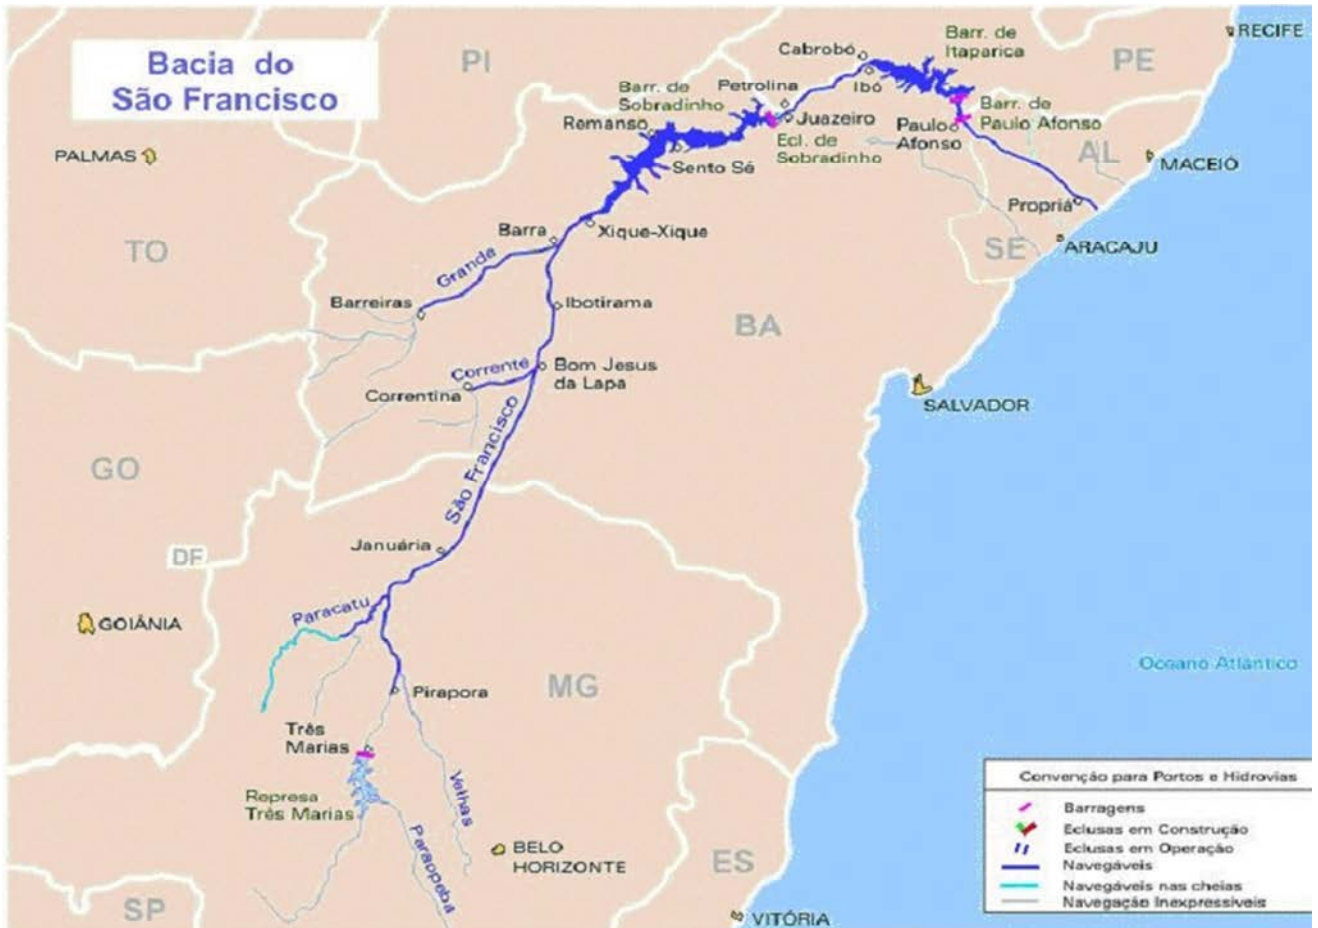 Bacia do
São Francisco
PI
PE
RECIFE
Barr. de
Itaparica
Cabrobó
Ibó
Barr. de
Sobradinho
Petrolina
Remanso
Juazeiro
Ecl. de
Sobradinho
Paulo
Afonso
Barr. de
Paulo Afonso
AL
MACEIÓ
PALMAS
Sento Sé
Propriá
TO
Barra
Xique-Xique
SE
ARACAJU
Grande
Barreiras
Ibotirama
BA
Corrente
Bom Jesus
da Lapa
Correntina
SALVADOR
São Francisco
GO
Januária
DF
Paracatu
GOIÂNIA
Oceano Atlântico
Pirapora
MG
Três
Marias
Represa
Três Marias
Velhas
Paraopeba
BELO
HORIZONTE
ES
SP
VITÓRIA
Convenção para Portos e Hidrovias
Barragens
Eclusas em Construção
Eclusas em Operação
Navegáveis
Navegáveis nas cheias
Navegação Inexpressíveis